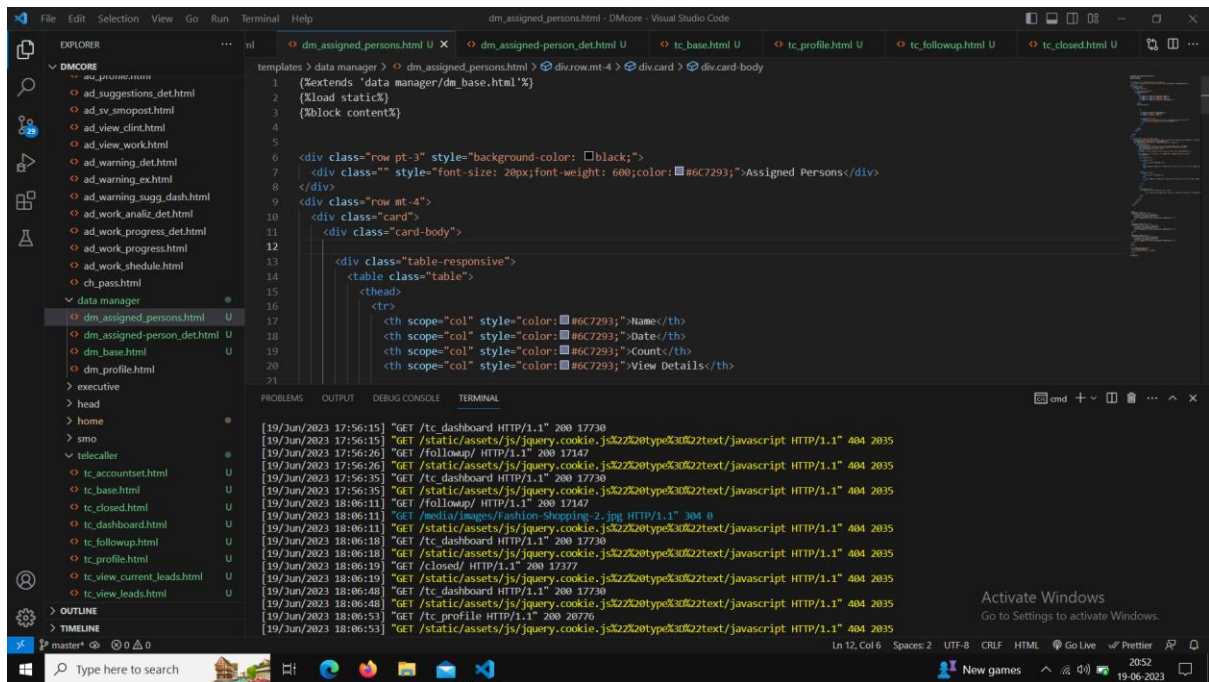 File Edit Selection View Go Run Terminal Help
dm_assigned_persons.html - DMcore - Visual Studio Code
EXPLORER
DMCORE
ad_profile.html
ad_suggestions_det.html
ad_sv_smopost.html
ad_view_clint.html
ad_view_work.html
ad_warning_det.html
ad_warning_ex.html
ad_warning_sugg_dash.html
ad_work_analiz_det.html
ad_work_progress_det.html
ad_work_progress.html
ad_work_shedule.html
ch_pass.html
data manager
dm_assigned_persons.html U
dm_assigned-person_det.html U
dm_base.html U
dm_profile.html
executive
head
home
smo
telecaller
tc_accountset.html U
tc_base.html U
tc_closed.html U
tc_dashboard.html U
tc_followup.html U
tc_profile.html U
tc_view_current_leads.html U
tc_view_leads.html U
OUTLINE
TIMELINE
29
nl dm_assigned_persons.html U dm_assigned-person_det.html U tc_base.html U tc_profile.html U tc_followup.html U tc_closed.html U
templates > data manager > dm_assigned_persons.html > div.row.mt-4 > div.card > div.card-body
1 {%extends 'data manager/dm_base.html'%}
2 {%load static%}
3 {%block content%}
4
5
6 <div class="row pt-3" style="background-color: black;">
7 <div class="" style="font-size: 20px;font-weight: 600;color:#6C7293;">Assigned Persons</div>
8 </div>
9 <div class="row mt-4">
10 <div class="card">
11 <div class="card-body">
12
13 <div class="table-responsive">
14 <table class="table">
15 <thead>
16 <tr>
17 <th scope="col" style="color:#6C7293;">Name</th>
18 <th scope="col" style="color:#6C7293;">Date</th>
19 <th scope="col" style="color:#6C7293;">Count</th>
20 <th scope="col" style="color:#6C7293;">View Details</th>
21
PROBLEMS OUTPUT DEBUG CONSOLE TERMINAL
cmd
[19/Jun/2023 17:56:15] "GET /tc_dashboard HTTP/1.1" 200 17730
[19/Jun/2023 17:56:15] "GET /static/assets/js/jquery.cookie.js%22%20type%3D%22text/javascript HTTP/1.1" 404 2035
[19/Jun/2023 17:56:26] "GET /followup/ HTTP/1.1" 200 17147
[19/Jun/2023 17:56:26] "GET /static/assets/js/jquery.cookie.js%22%20type%3D%22text/javascript HTTP/1.1" 404 2035
[19/Jun/2023 17:56:35] "GET /tc_dashboard HTTP/1.1" 200 17730
[19/Jun/2023 17:56:35] "GET /static/assets/js/jquery.cookie.js%22%20type%3D%22text/javascript HTTP/1.1" 404 2035
[19/Jun/2023 18:06:11] "GET /followup/ HTTP/1.1" 200 17147
[19/Jun/2023 18:06:11] "GET /media/images/Fashion-Shopping-2.jpg HTTP/1.1" 304 0
[19/Jun/2023 18:06:11] "GET /static/assets/js/jquery.cookie.js%22%20type%3D%22text/javascript HTTP/1.1" 404 2035
[19/Jun/2023 18:06:18] "GET /tc_dashboard HTTP/1.1" 200 17730
[19/Jun/2023 18:06:18] "GET /static/assets/js/jquery.cookie.js%22%20type%3D%22text/javascript HTTP/1.1" 404 2035
[19/Jun/2023 18:06:19] "GET /closed/ HTTP/1.1" 200 17377
[19/Jun/2023 18:06:19] "GET /static/assets/js/jquery.cookie.js%22%20type%3D%22text/javascript HTTP/1.1" 404 2035
[19/Jun/2023 18:06:48] "GET /tc_dashboard HTTP/1.1" 200 17730
[19/Jun/2023 18:06:48] "GET /static/assets/js/jquery.cookie.js%22%20type%3D%22text/javascript HTTP/1.1" 404 2035
[19/Jun/2023 18:06:53] "GET /tc_profile HTTP/1.1" 200 20776
[19/Jun/2023 18:06:53] "GET /static/assets/js/jquery.cookie.js%22%20type%3D%22text/javascript HTTP/1.1" 404 2035
Activate Windows
Go to Settings to activate Windows.
master* 0 0 Ln 12, Col 6 Spaces: 2 UTF-8 CRLF HTML Go Live Prettier
Type here to search
New games
20:52
19-06-2023